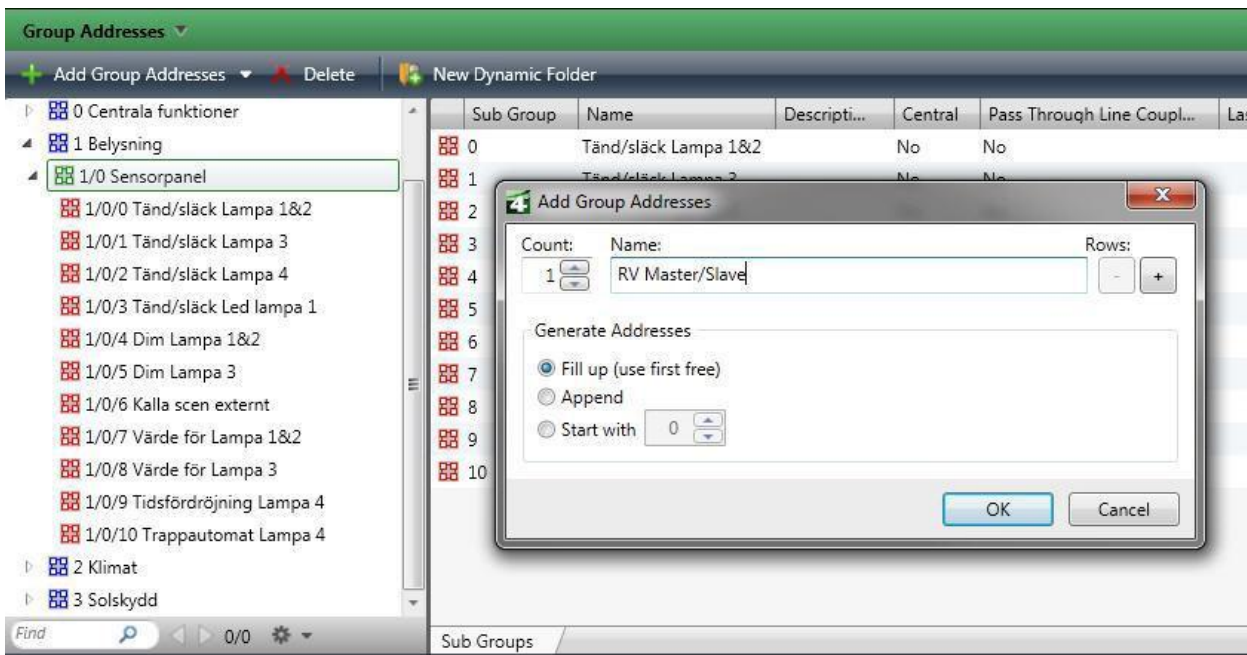 Group Addresses
Add Group Addresses Delete New Dynamic Folder
0 Centrala funktioner
1 Belysning
1/0 Sensorpanel
1/0/0 Tänd/släck Lampa 1&2
1/0/1 Tänd/släck Lampa 3
1/0/2 Tänd/släck Lampa 4
1/0/3 Tänd/släck Led lampa 1
1/0/4 Dim Lampa 1&2
1/0/5 Dim Lampa 3
1/0/6 Kalla scen externt
1/0/7 Värde för Lampa 1&2
1/0/8 Värde för Lampa 3
1/0/9 Tidsfördröjning Lampa 4
1/0/10 Trappautomat Lampa 4
2 Klimat
3 Solskydd
Find 0/0
Sub Group Name Descripti... Central Pass Through Line Coupl... La
0 Tänd/släck Lampa 1&2 No No
1 Tänd/släck Lampa 3 No No
2
3
4
5
6
7
8
9
10
Sub Groups
4 Add Group Addresses X
Count: Name: Rows:
1 RV Master/Slave - +
Generate Addresses
Fill up (use first free)
Append
Start with 0
OK Cancel